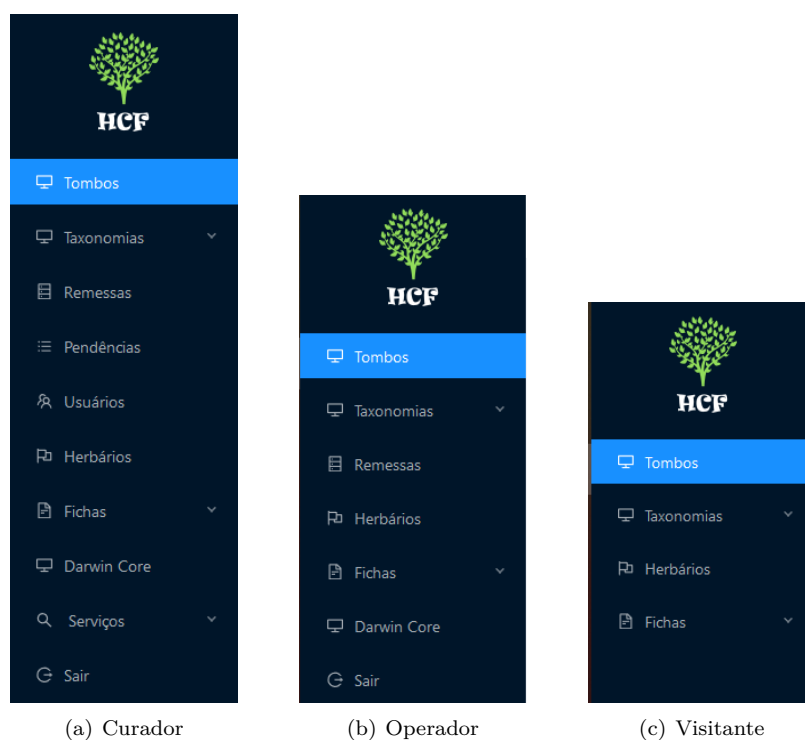 HCF
Tombos
Taxonomias
Remessas
Pendências
Usuários
Herbários
Fichas
Darwin Core
Serviços
Sair
(a) Curador
HCF
Tombos
Taxonomias
Remessas
Herbários
Fichas
Darwin Core
Sair
(b) Operador
HCF
Tombos
Taxonomias
Herbários
Fichas
(c) Visitante